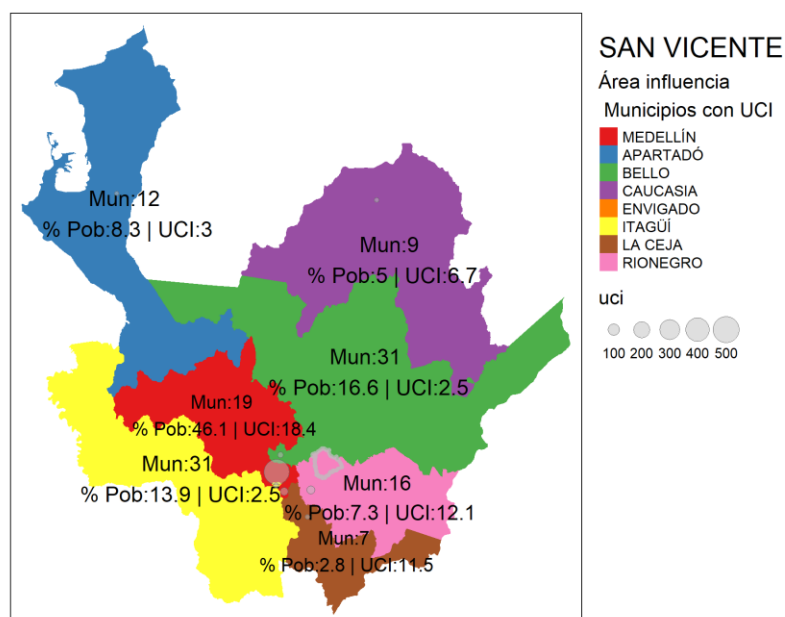 SAN VICENTE
Área influencia
Municipios con UCI
MEDELLÍN
APARTADÓ
BELLO
CAUCASIA
ENVIGADO
ITAGÜÍ
LA CEJA
RIONEGRO
uci
100 200 300 400 500
Mun:12
% Pob:8.3 | UCI:3
Mun:9
% Pob:5 | UCI:6.7
Mun:31
% Pob:16.6 | UCI:2.5
Mun:19
% Pob:46.1 | UCI:18.4
Mun:31
% Pob:13.9 | UCI:2.5
Mun:16
% Pob:7.3 | UCI:12.1
Mun:7
% Pob:2.8 | UCI:11.5